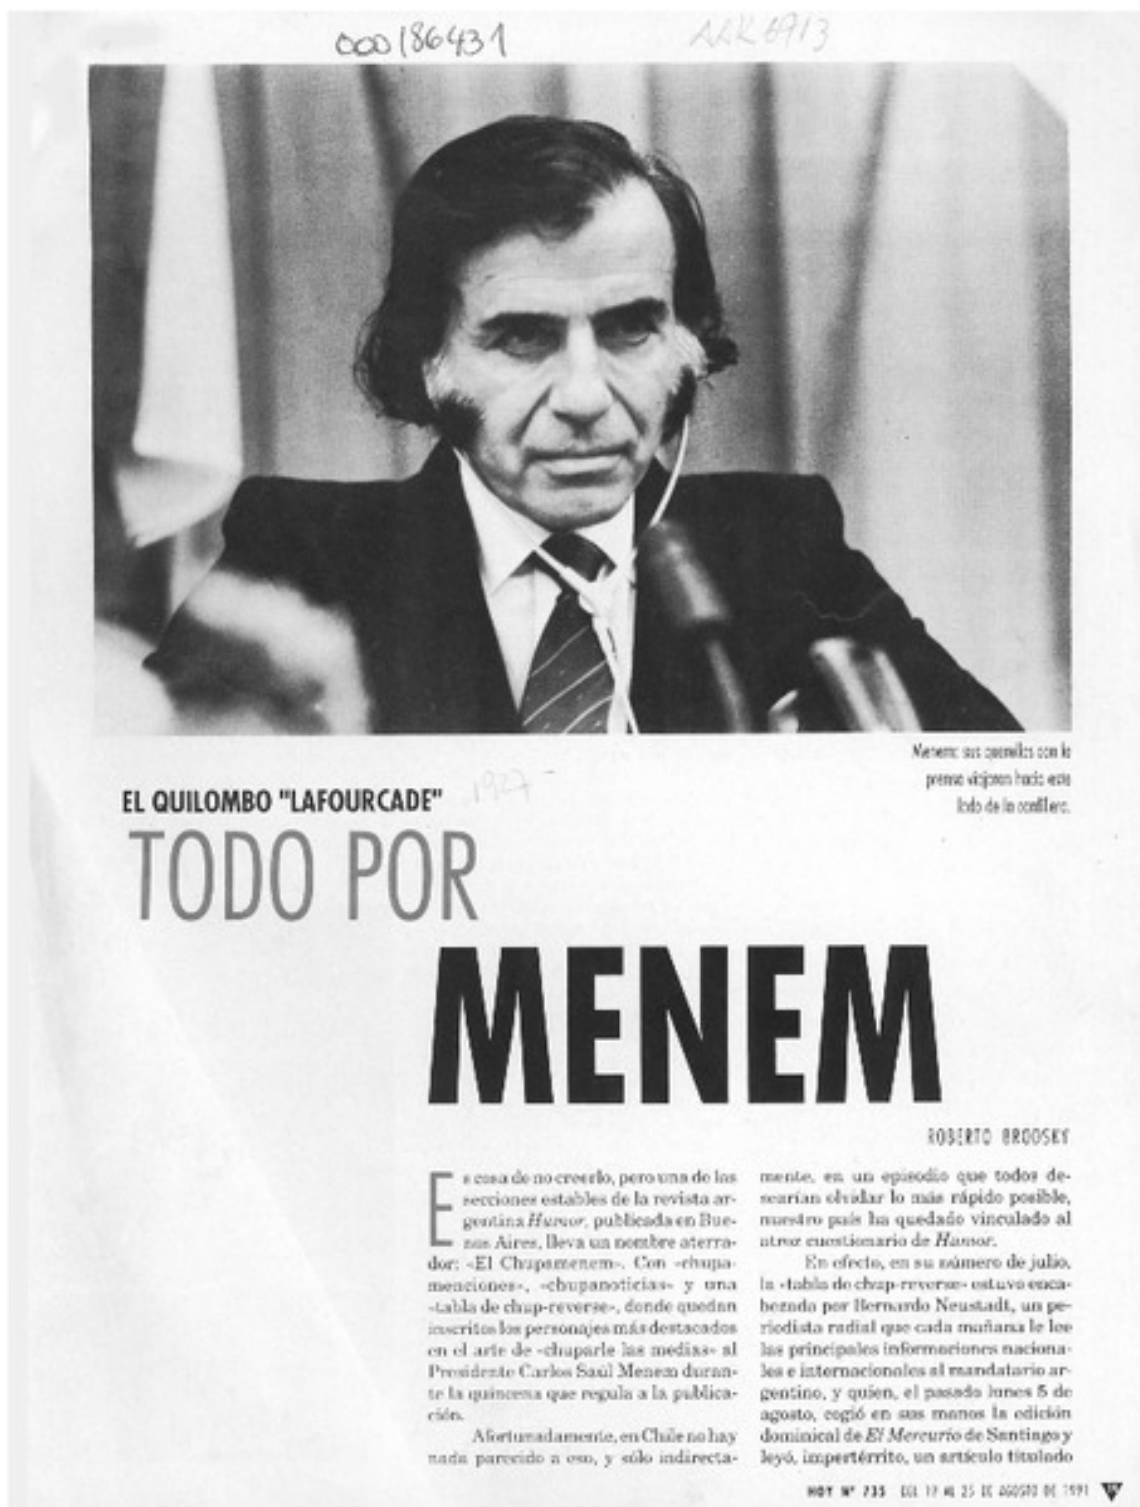 000186431
AAK6913
Menem: sus querellas con la
prensa viajaron hacia este
lado de la cordillera.
1927-
EL QUILOMBO "LAFOURCADE"
TODO POR
MENEM
ROBERTO BRODSKY
Es cosa de no creerlo, pero una de las
secciones estables de la revista ar-
gentina Humor, publicada en Bue-
nos Aires, lleva un nombre aterra-
dor: «El Chupamenem». Con «chupa-
menciones», «chupanoticias» y una
«tabla de chup-reverse», donde quedan
inscritos los personajes más destacados
en el arte de «chuparle las medias» al
Presidente Carlos Saúl Menem duran-
te la quincena que regula a la publica-
ción.
Afortunadamente, en Chile no hay
nada parecido a eso, y sólo indirecta-
mente, en un episodio que todos de-
searían olvidar lo más rápido posible,
nuestro país ha quedado vinculado al
atroz cuestionario de Humor.
En efecto, en su número de julio,
la «tabla de chup-reverse» estuvo enca-
bezada por Bernardo Neustadt, un pe-
riodista radial que cada mañana le lee
las principales informaciones naciona-
les e internacionales al mandatario ar-
gentino, y quien, el pasado lunes 5 de
agosto, cogió en sus manos la edición
dominical de El Mercurio de Santiago y
leyó, impertérrito, un artículo titulado
HOY Nº 735 DEL 19 AL 25 DE AGOSTO DE 1991